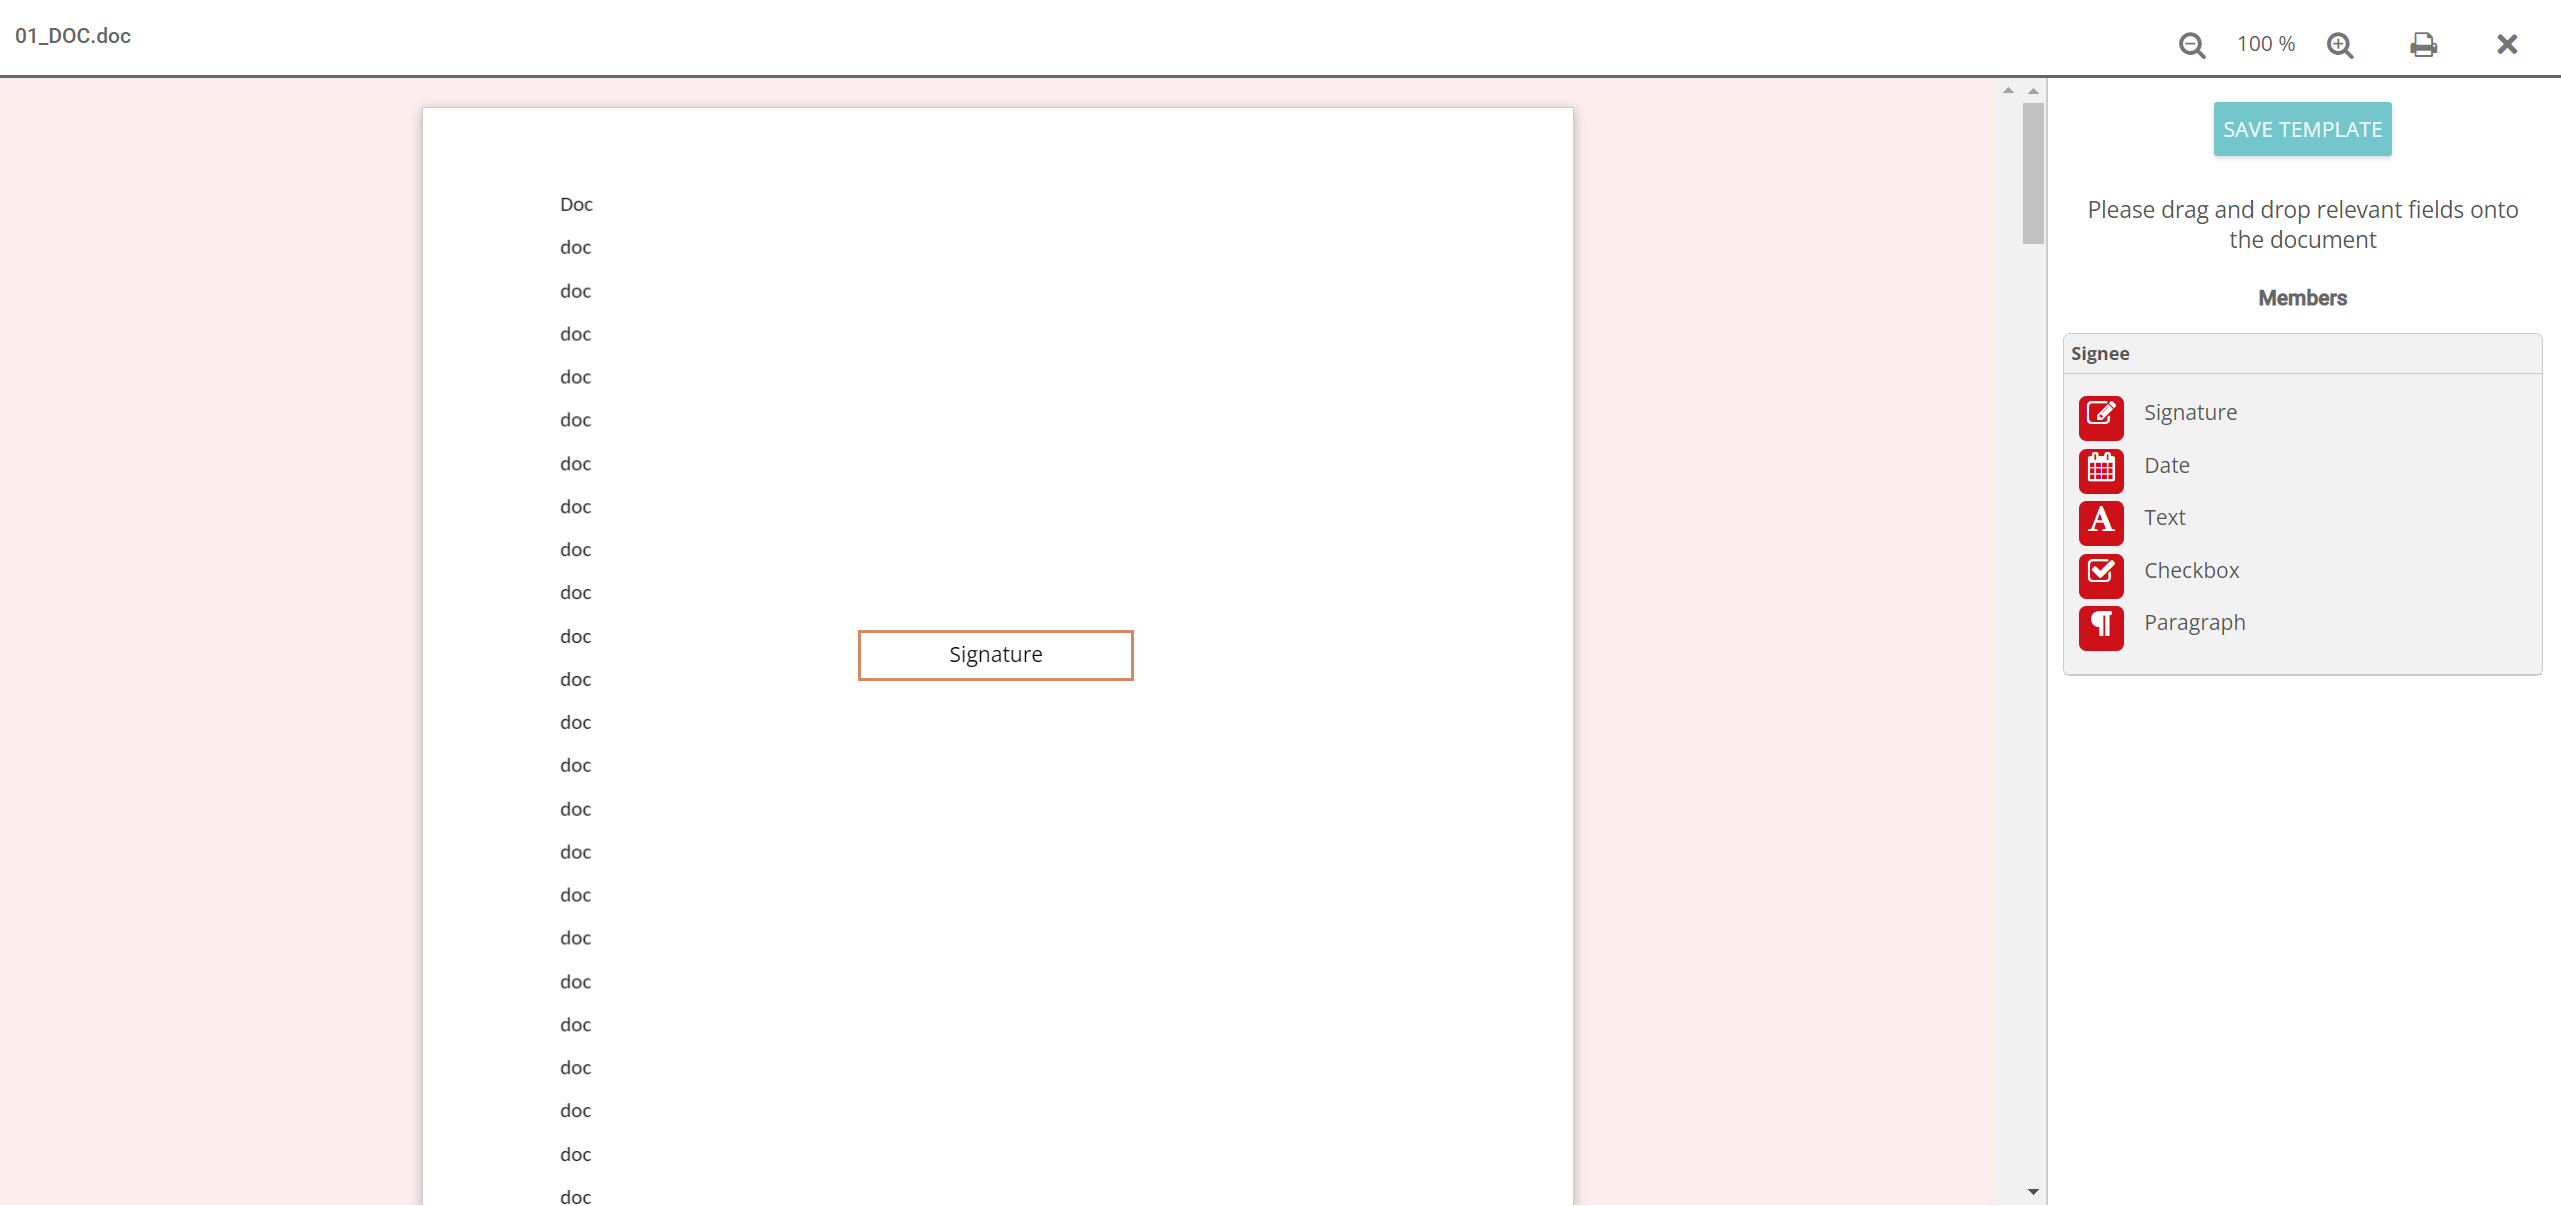 01_DOC.doc
100 %
SAVE TEMPLATE
Please drag and drop relevant fields onto
the document
Members
Signee
Signature
Date
Text
Checkbox
Paragraph
Doc
doc
doc
doc
doc
doc
doc
doc
doc
doc
doc
Signature
doc
doc
doc
doc
doc
doc
doc
doc
doc
doc
doc
doc
doc